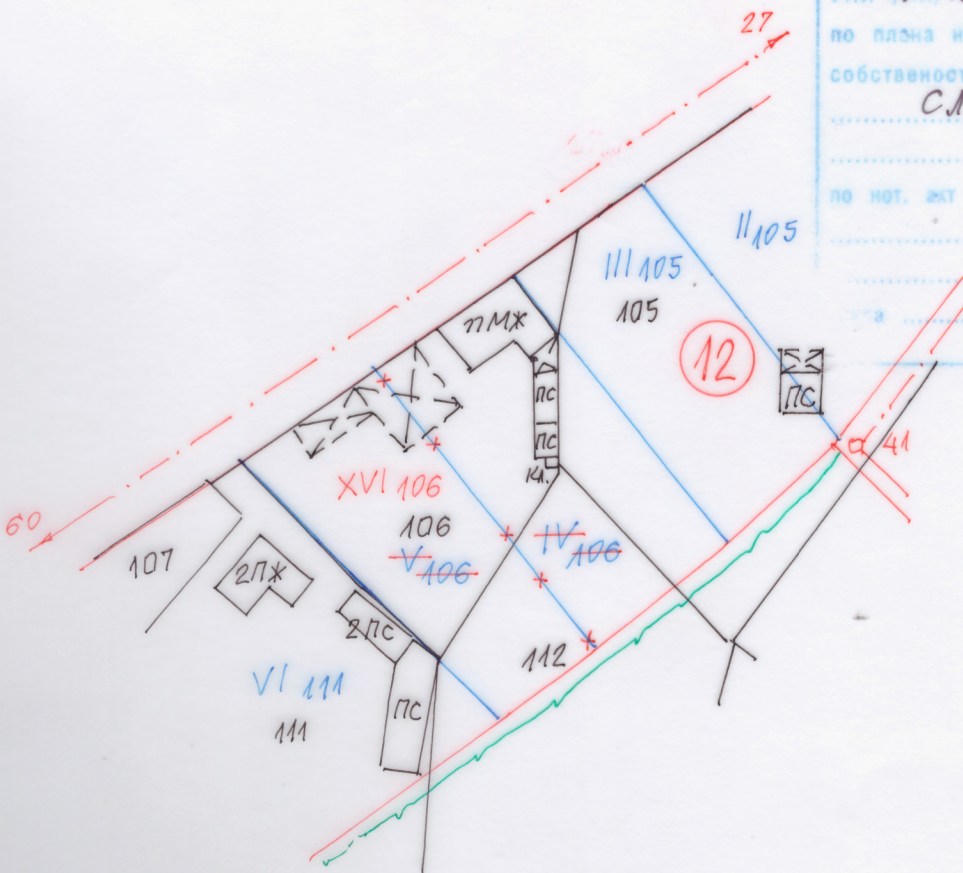 27
по плана н
собственост
СЛ
по нот. акт
II 105
III 105
105
12
пМЖ
ПС
ПС
ПС
кл.
41
XVI 106
106
V 106
IV 106
60
107
2ПЖ
2ПС
112
VI 111
111
ПС